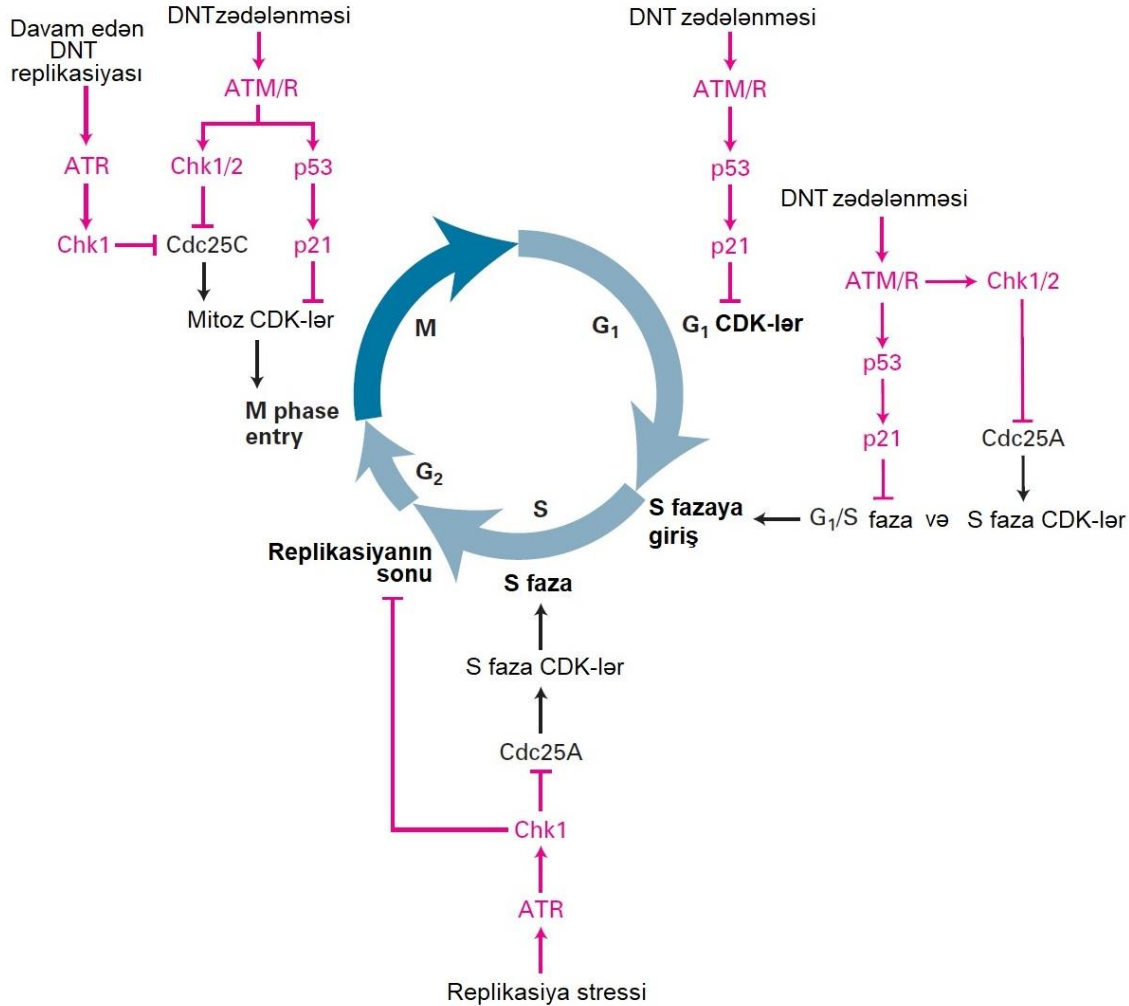 Davam edən
DNT
replikasiyası
ATR
Chk1
DNT zədələnməsi
ATM/R
Chk1/2
p53
Cdc25C
p21
Mitoz CDK-lər
M phase
entry
DNT zədələnməsi
ATM/R
p53
p21
G₁ CDK-lər
DNT zədələnməsi
ATM/R
Chk1/2
p53
p21
Cdc25A
G₁/S faza və S faza CDK-lər
S fazaya
giriş
M
G₁
G₂
S
Replikasiyanın
sonu
S faza
S faza CDK-lər
Cdc25A
Chk1
ATR
Replikasiya stressi